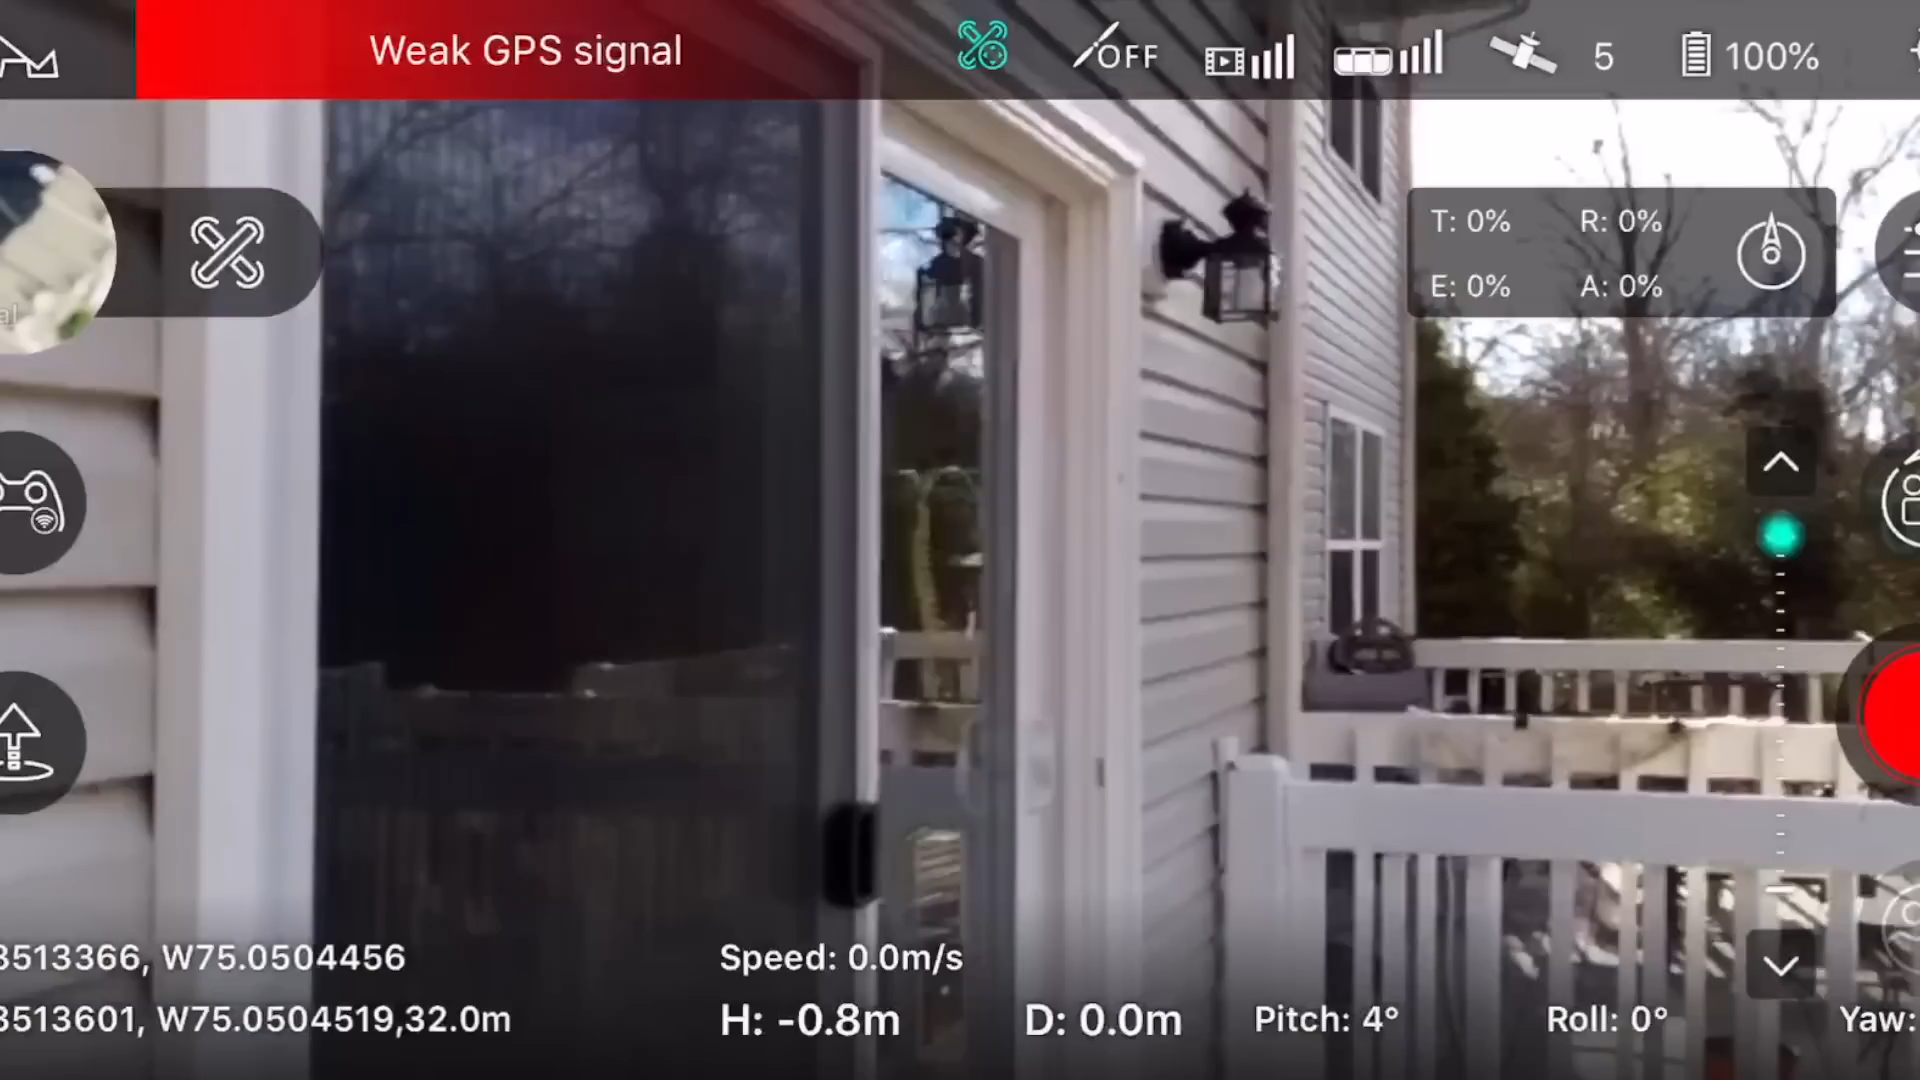 Weak GPS signal
OFF
5
100%
T: 0% R: 0%
E: 0% A: 0%
3513366, W75.0504456
Speed: 0.0m/s
3513601, W75.0504519,32.0m
H: -0.8m
D: 0.0m
Pitch: 4°
Roll: 0°
Yaw: